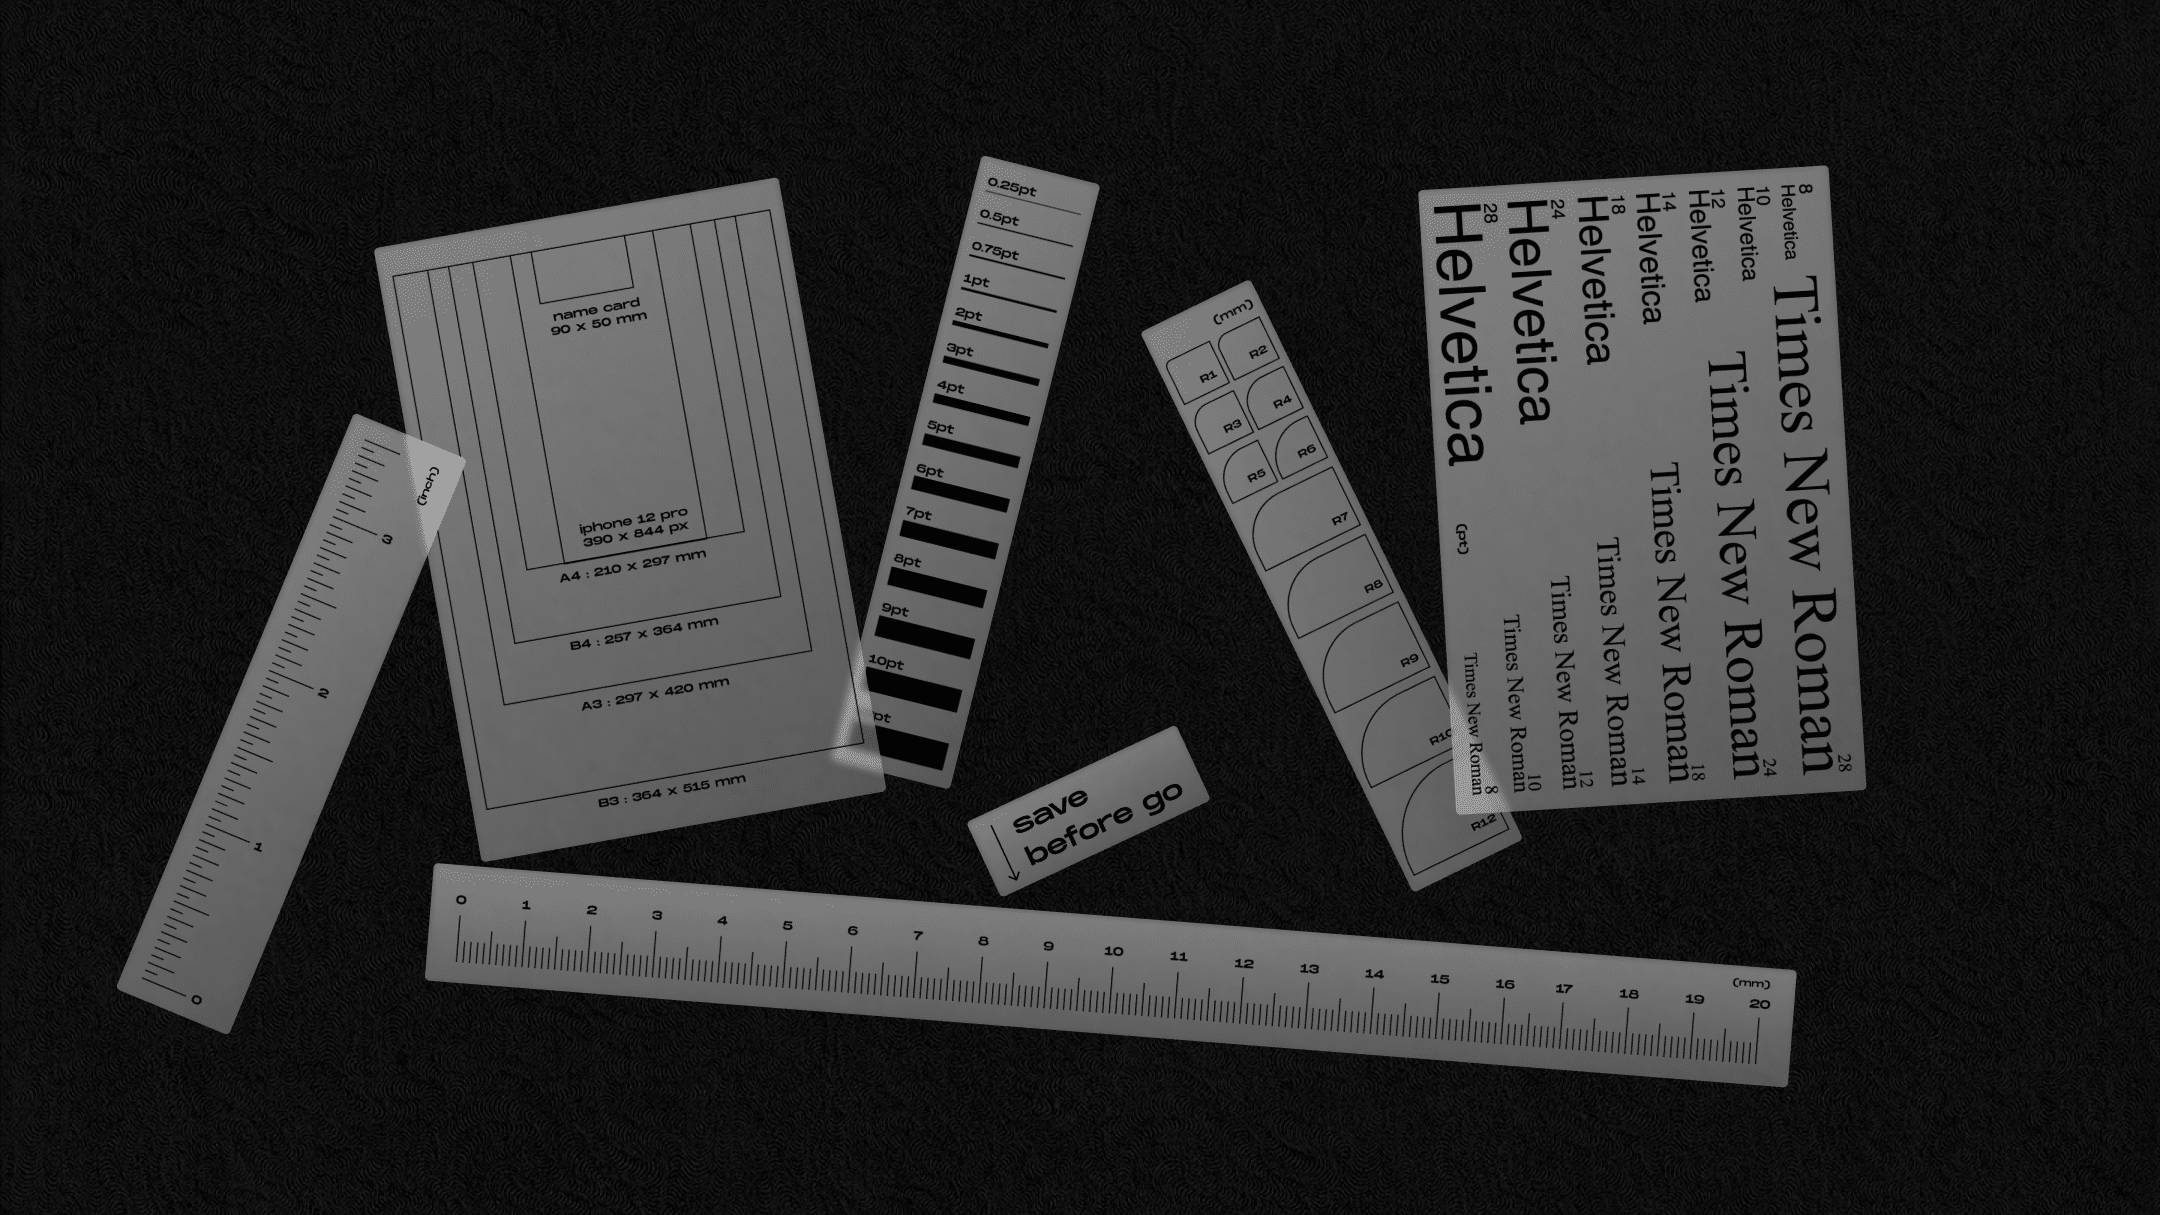 (inch)
3
2
1
0
name card
90 x 50 mm
iphone 12 pro
390 x 844 px
A4 : 210 x 297 mm
B4 : 257 x 364 mm
A3 : 297 x 420 mm
B3 : 364 x 515 mm
0.25pt
0.5pt
0.75pt
1pt
2pt
3pt
4pt
5pt
6pt
7pt
8pt
9pt
10pt
pt
save
before go
(mm)
R1
R2
R3
R4
R5
R6
R7
R8
R9
R10
R12
8
Helvetica
10
Helvetica
12
Helvetica
14
Helvetica
18
Helvetica
24
Helvetica
28
Helvetica
(pt)
Times New Roman
28
Times New Roman
24
Times New Roman
18
Times New Roman
14
Times New Roman
12
Times New Roman
10
Times New Roman
8
(mm)
0 1 2 3 4 5 6 7 8 9 10 11 12 13 14 15 16 17 18 19 20